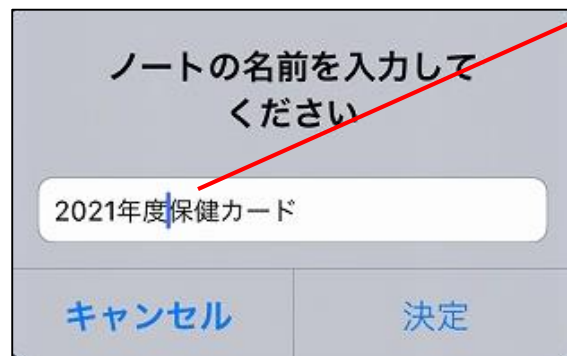 ノートの名前を入力して
ください
2021年度保健カード
キャンセル
決定